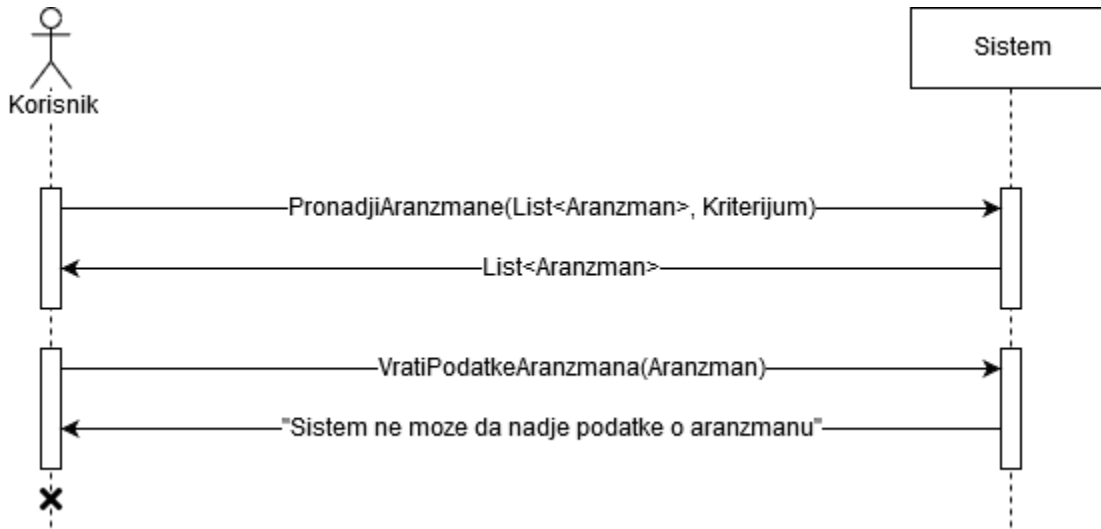 Sistem
Korisnik
PronadjiAranzmane(List<Aranzman>, Kriterijum)
List<Aranzman>
VratiPodatkeAranzmana(Aranzman)
"Sistem ne moze da nadje podatke o aranzmanu"